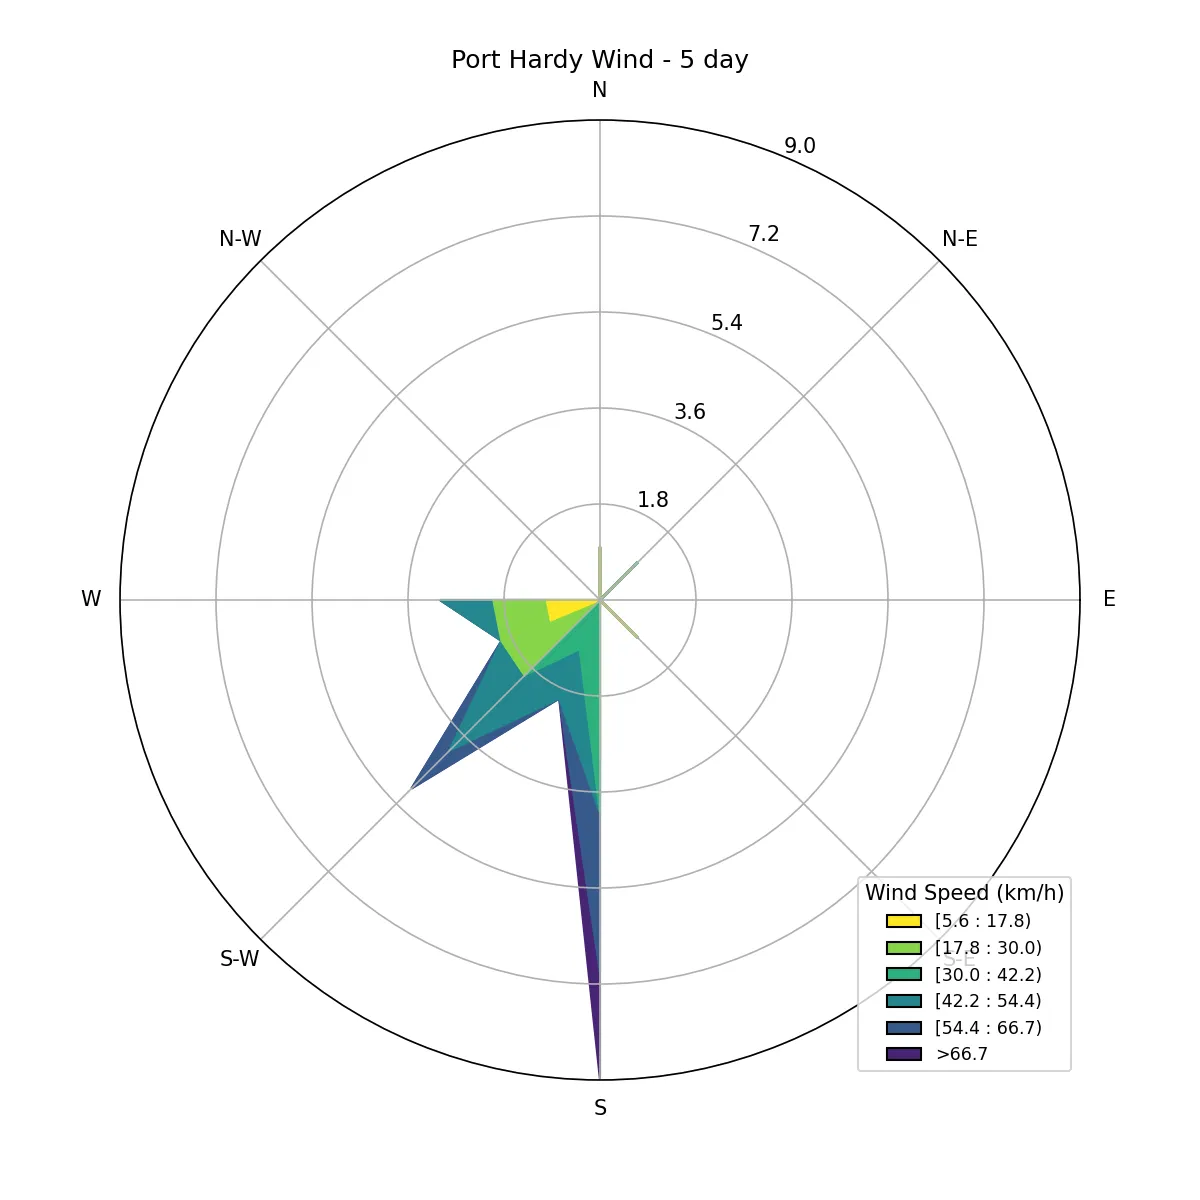 Port Hardy Wind - 5 day
N
9.0
N-W
N-E
7.2
5.4
3.6
1.8
W
E
Wind Speed (km/h)
[5.6 : 17.8)
[17.8 : 30.0)
S-W
S-E
[30.0 : 42.2)
[42.2 : 54.4)
[54.4 : 66.7)
>66.7
S